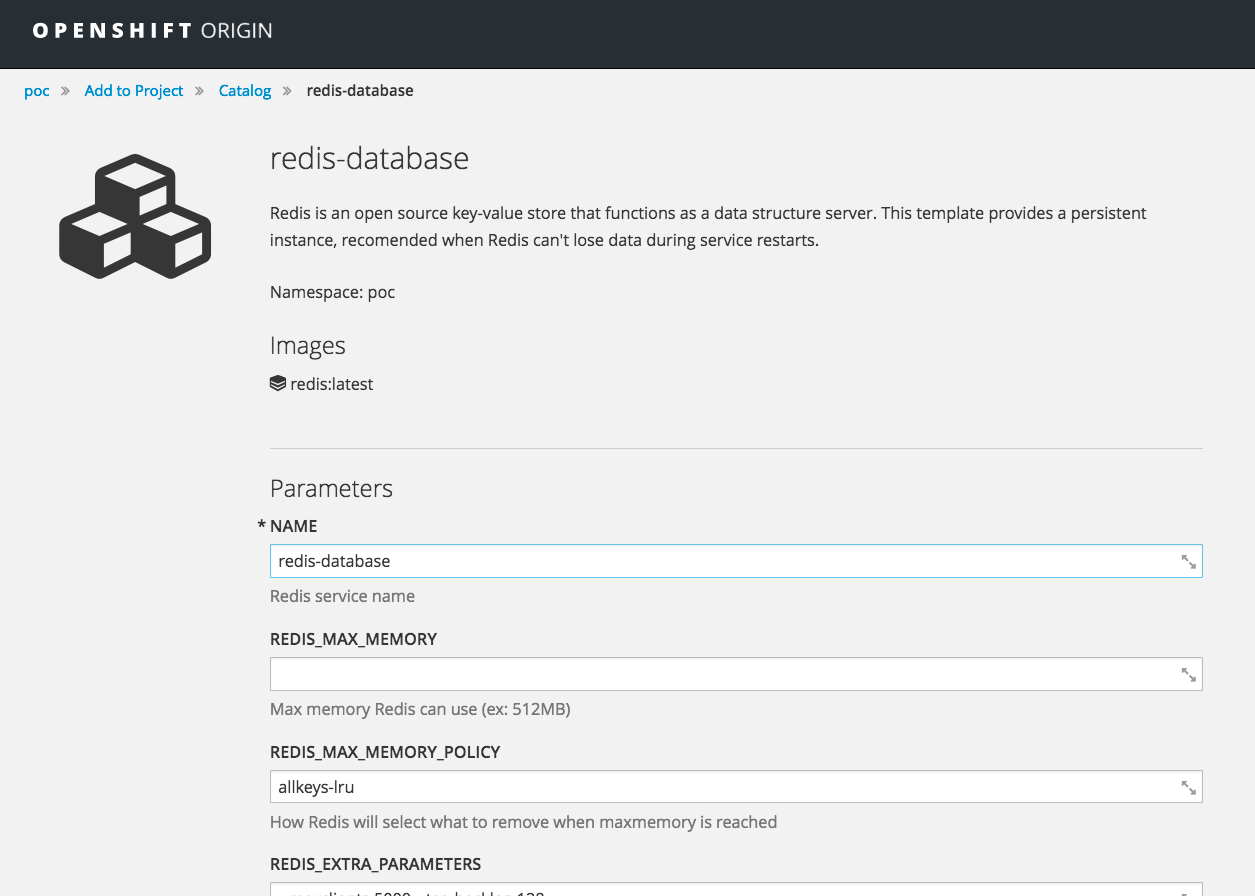 OPENSHIFT ORIGIN
poc » Add to Project » Catalog » redis-database
redis-database
Redis is an open source key-value store that functions as a data structure server. This template provides a persistent
instance, recomended when Redis can't lose data during service restarts.
Namespace: poc
Images
redis:latest
Parameters
* NAME
redis-database
Redis service name
REDIS_MAX_MEMORY
Max memory Redis can use (ex: 512MB)
REDIS_MAX_MEMORY_POLICY
allkeys-lru
How Redis will select what to remove when maxmemory is reached
REDIS_EXTRA_PARAMETERS